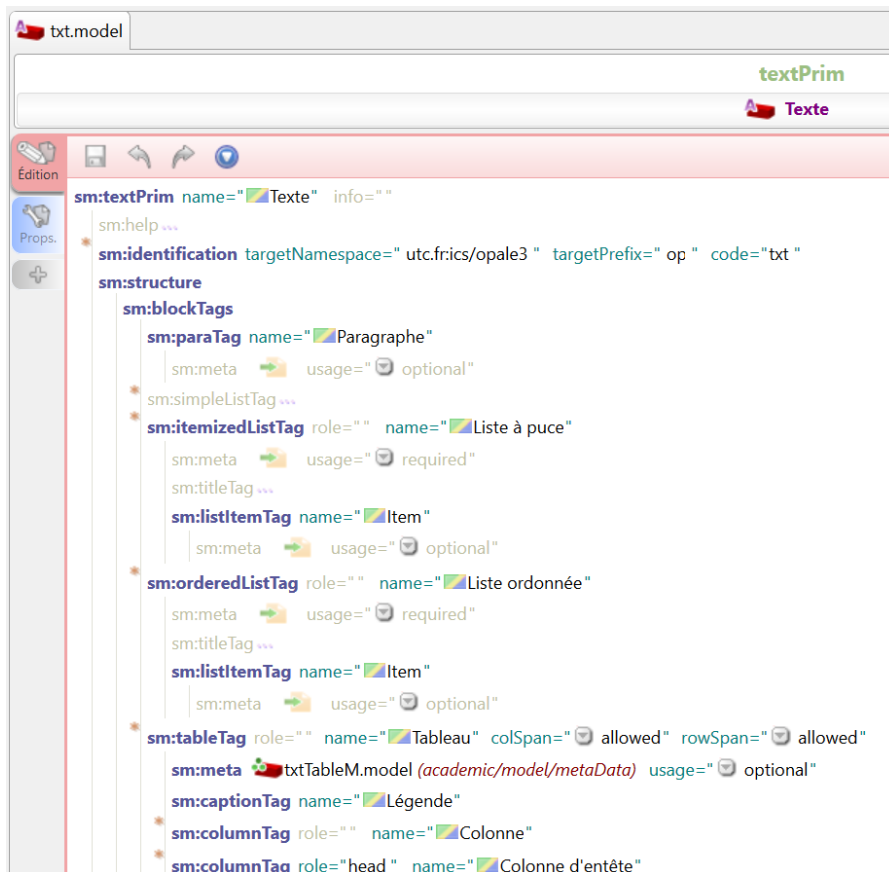 txt.model
textPrim
Texte
Édition
Props.
sm:textPrim name="Texte" info=""
sm:help
sm:identification targetNamespace=" utc.fr:ics/opale3 " targetPrefix=" op " code="txt "
sm:structure
sm:blockTags
sm:paraTag name="Paragraphe"
sm:meta usage=" optional"
sm:simpleListTag
sm:itemizedListTag role="" name="Liste à puce"
sm:meta usage=" required"
sm:titleTag
sm:listItemTag name="Item"
sm:meta usage=" optional"
sm:orderedListTag role="" name="Liste ordonnée"
sm:meta usage=" required"
sm:titleTag
sm:listItemTag name="Item"
sm:meta usage=" optional"
sm:tableTag role="" name="Tableau" colSpan=" allowed" rowSpan=" allowed"
sm:meta txtTableM.model (academic/model/metaData) usage=" optional"
sm:captionTag name="Légende"
sm:columnTag role="" name="Colonne"
sm:columnTag role="head " name="Colonne d'entête"